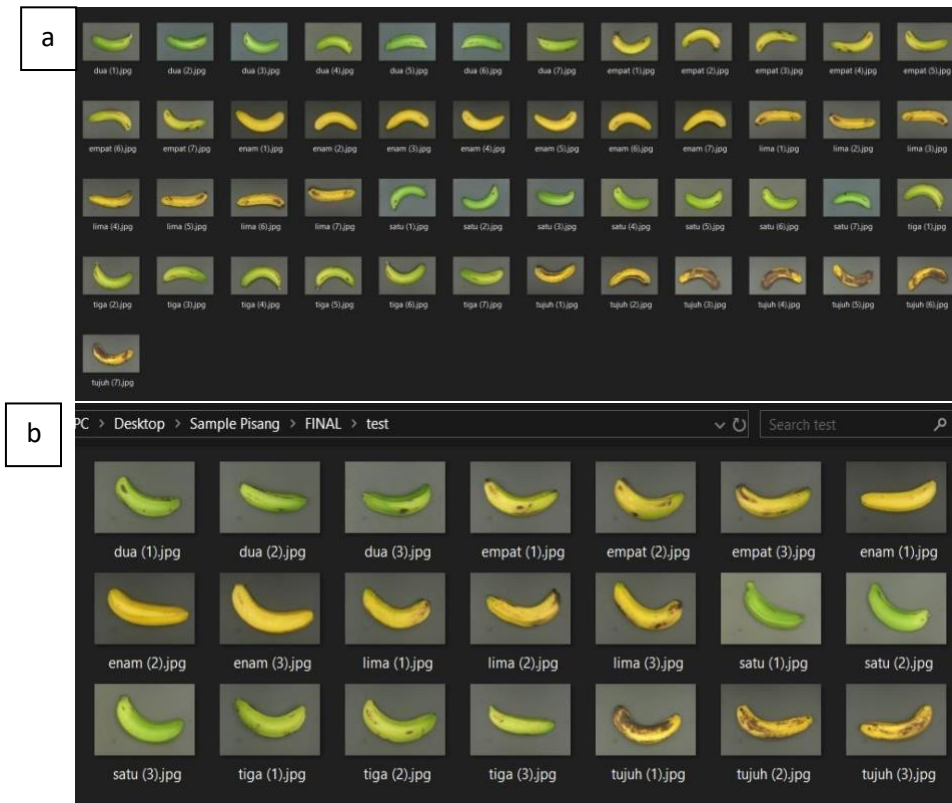 a
dua (1).jpg dua (2).jpg dua (3).jpg dua (4).jpg dua (5).jpg dua (6).jpg dua (7).jpg empat (1).jpg empat (2).jpg empat (3).jpg empat (4).jpg empat (5).jpg
empat (6).jpg empat (7).jpg enam (1).jpg enam (2).jpg enam (3).jpg enam (4).jpg enam (5).jpg enam (6).jpg enam (7).jpg lima (1).jpg lima (2).jpg lima (3).jpg
lima (4).jpg lima (5).jpg lima (6).jpg lima (7).jpg satu (1).jpg satu (2).jpg satu (3).jpg satu (4).jpg satu (5).jpg satu (6).jpg satu (7).jpg tiga (1).jpg
tiga (2).jpg tiga (3).jpg tiga (4).jpg tiga (5).jpg tiga (6).jpg tiga (7).jpg tujuh (1).jpg tujuh (2).jpg tujuh (3).jpg tujuh (4).jpg tujuh (5).jpg tujuh (6).jpg
tujuh (7).jpg
b
PC > Desktop > Sample Pisang > FINAL > test Search test
dua (1).jpg dua (2).jpg dua (3).jpg empat (1).jpg empat (2).jpg empat (3).jpg enam (1).jpg
enam (2).jpg enam (3).jpg lima (1).jpg lima (2).jpg lima (3).jpg satu (1).jpg satu (2).jpg
satu (3).jpg tiga (1).jpg tiga (2).jpg tiga (3).jpg tujuh (1).jpg tujuh (2).jpg tujuh (3).jpg